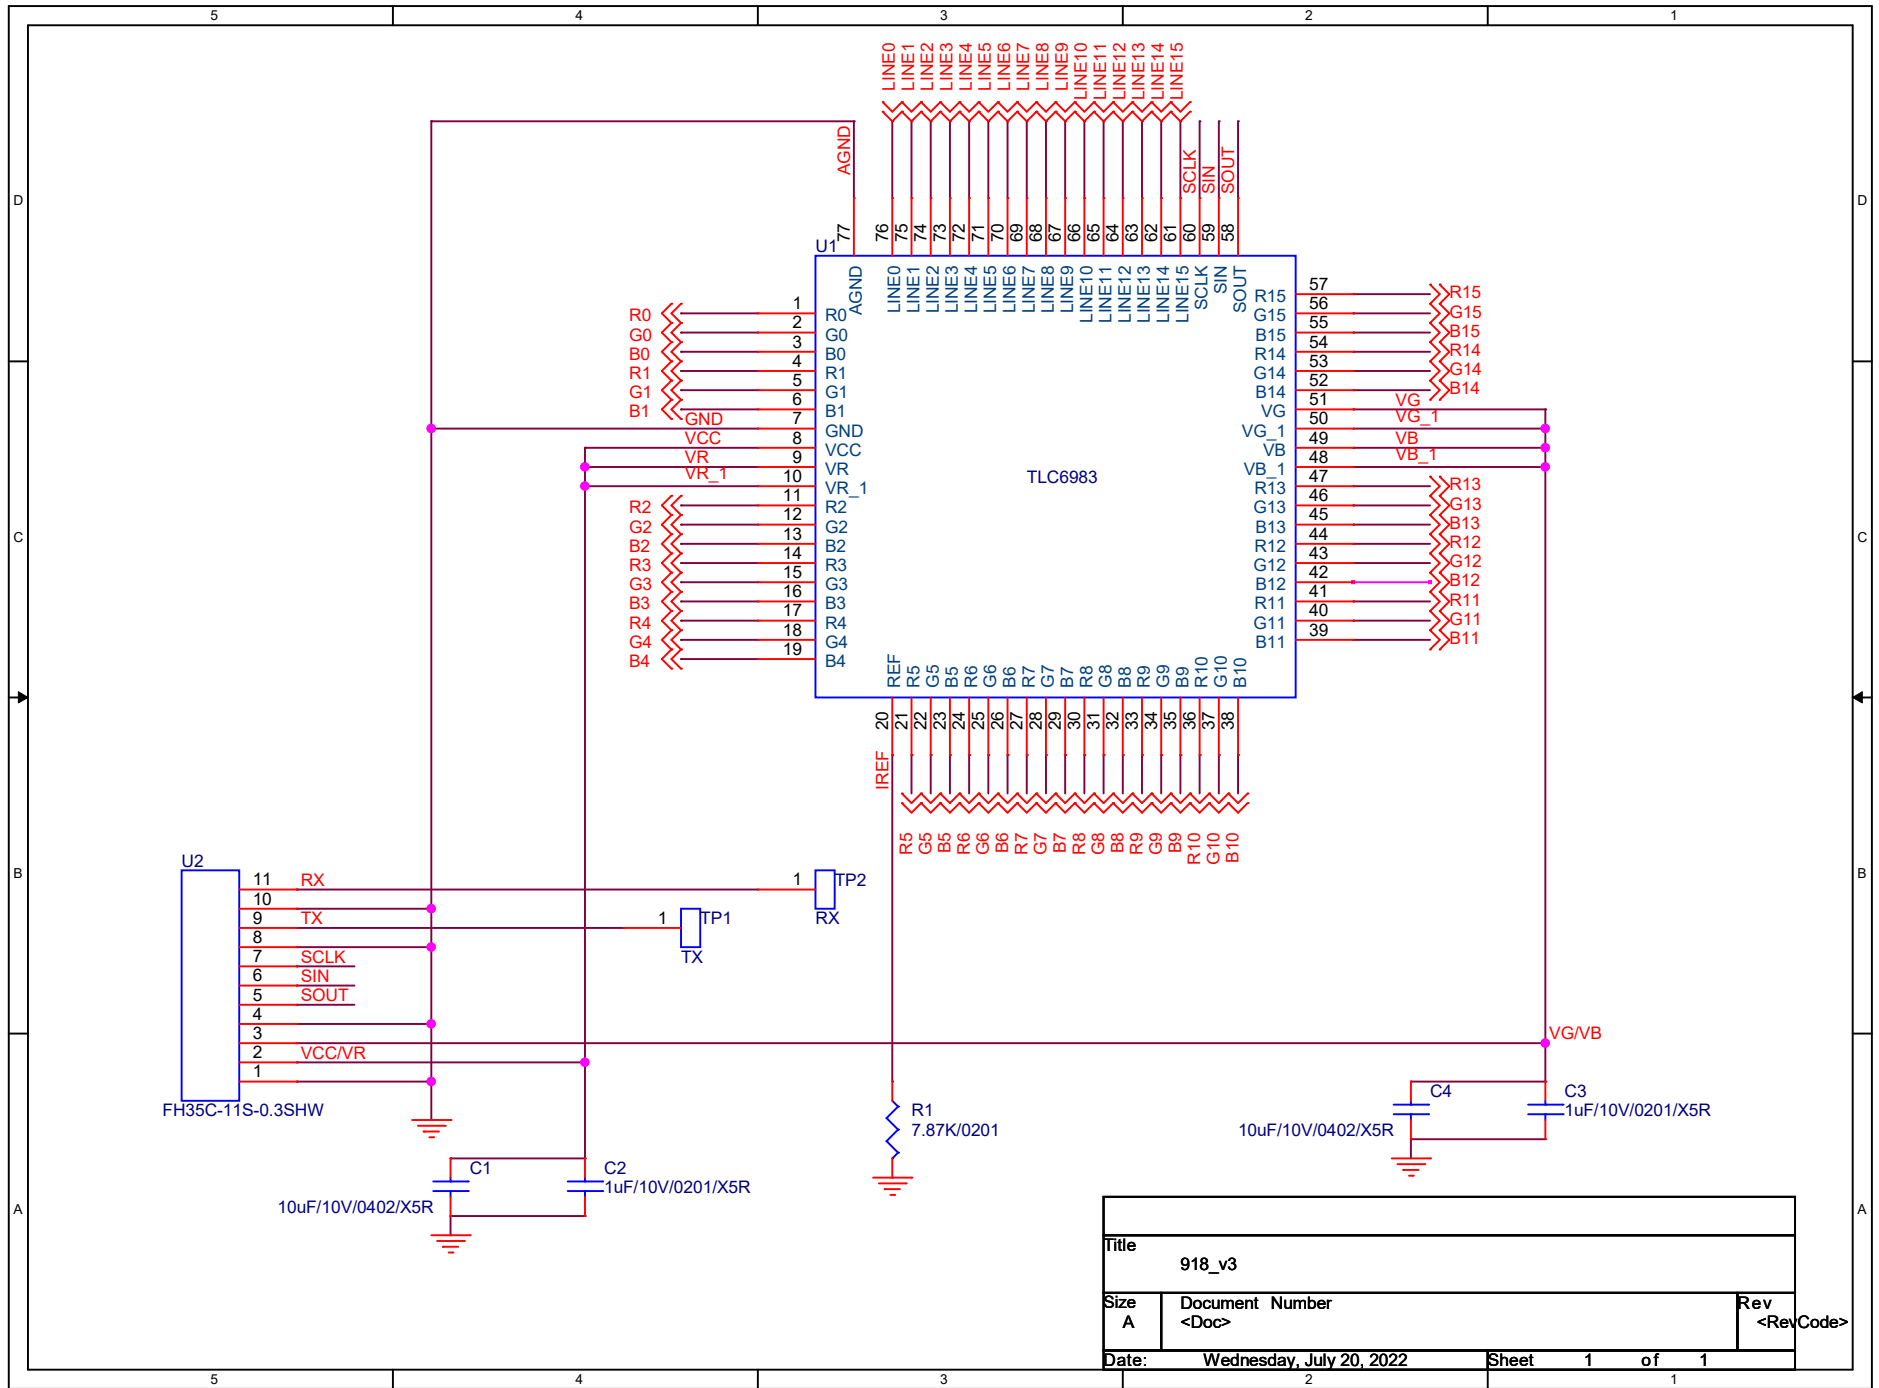 5 4 3 2 1
LINE0 LINE1 LINE2 LINE3 LINE4 LINE5 LINE6 LINE7 LINE8 LINE9 LINE10 LINE11 LINE12 LINE13 LINE14 LINE15
AGND SCLK SIN SOUT
D D
77 76 75 74 73 72 71 70 69 68 67 66 65 64 63 62 61 60 59 58
U1
AGND LINE0 LINE1 LINE2 LINE3 LINE4 LINE5 LINE6 LINE7 LINE8 LINE9 LINE10 LINE11 LINE12 LINE13 LINE14 LINE15 SCLK SIN SOUT
R0 1 R0
G0 2 G0
B0 3 B0
R1 4 R1
G1 5 G1
B1 6 B1
GND 7 GND
VCC 8 VCC
VR 9 VR
VR_1 10 VR_1
R2 11 R2
G2 12 G2
B2 13 B2
R3 14 R3
G3 15 G3
B3 16 B3
R4 17 R4
G4 18 G4
B4 19 B4
TLC6983
R15 57 R15
G15 56 G15
B15 55 B15
R14 54 R14
G14 53 G14
B14 52 B14
VG 51 VG
VG_1 50 VG_1
VB 49 VB
VB_1 48 VB_1
R13 47 R13
G13 46 G13
B13 45 B13
R12 44 R12
G12 43 G12
B12 42 B12
R11 41 R11
G11 40 G11
B11 39 B11
C C
REF R5 G5 B5 R6 G6 B6 R7 G7 B7 R8 G8 B8 R9 G9 B9 R10 G10 B10
20 21 22 23 24 25 26 27 28 29 30 31 32 33 34 35 36 37 38
IREF
R5 G5 B5 R6 G6 B6 R7 G7 B7 R8 G8 B8 R9 G9 B9 R10 G10 B10
B B
U2
11 RX
10
9 TX
8
7 SCLK
6 SIN
5 SOUT
4
3
2 VCC/VR
1
FH35C-11S-0.3SHW
1 TP2
RX
1 TP1
TX
VG/VB
R1
7.87K/0201
C4
10uF/10V/0402/X5R
C3
1uF/10V/0201/X5R
C1
10uF/10V/0402/X5R
C2
1uF/10V/0201/X5R
A A
Title
918_v3
Size
A
Document Number
<Doc>
Rev
<RevCode>
Date: Wednesday, July 20, 2022 Sheet 1 of 1
5 4 3 2 1